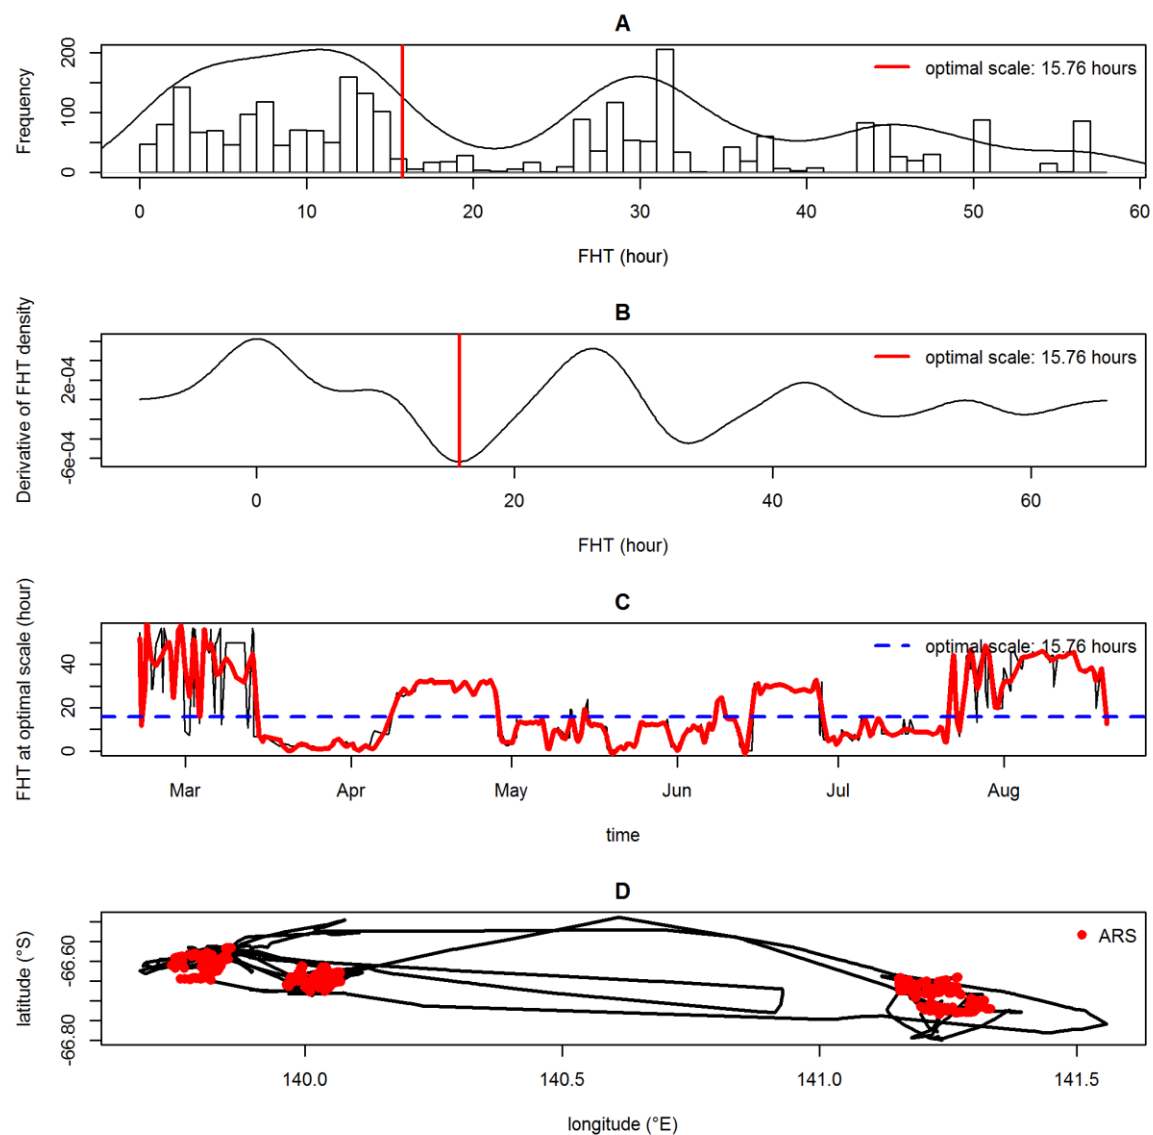 A
Frequency
200
100
0
optimal scale: 15.76 hours
0 10 20 30 40 50 60
FHT (hour)
B
Derivative of FHT density
2e-04
-6e-04
optimal scale: 15.76 hours
0 20 40 60
FHT (hour)
C
FHT at optimal scale (hour)
40
20
0
optimal scale: 15.76 hours
Mar Apr May Jun Jul Aug
time
D
latitude (°S)
-66.60
-66.80
ARS
140.0 140.5 141.0 141.5
longitude (°E)